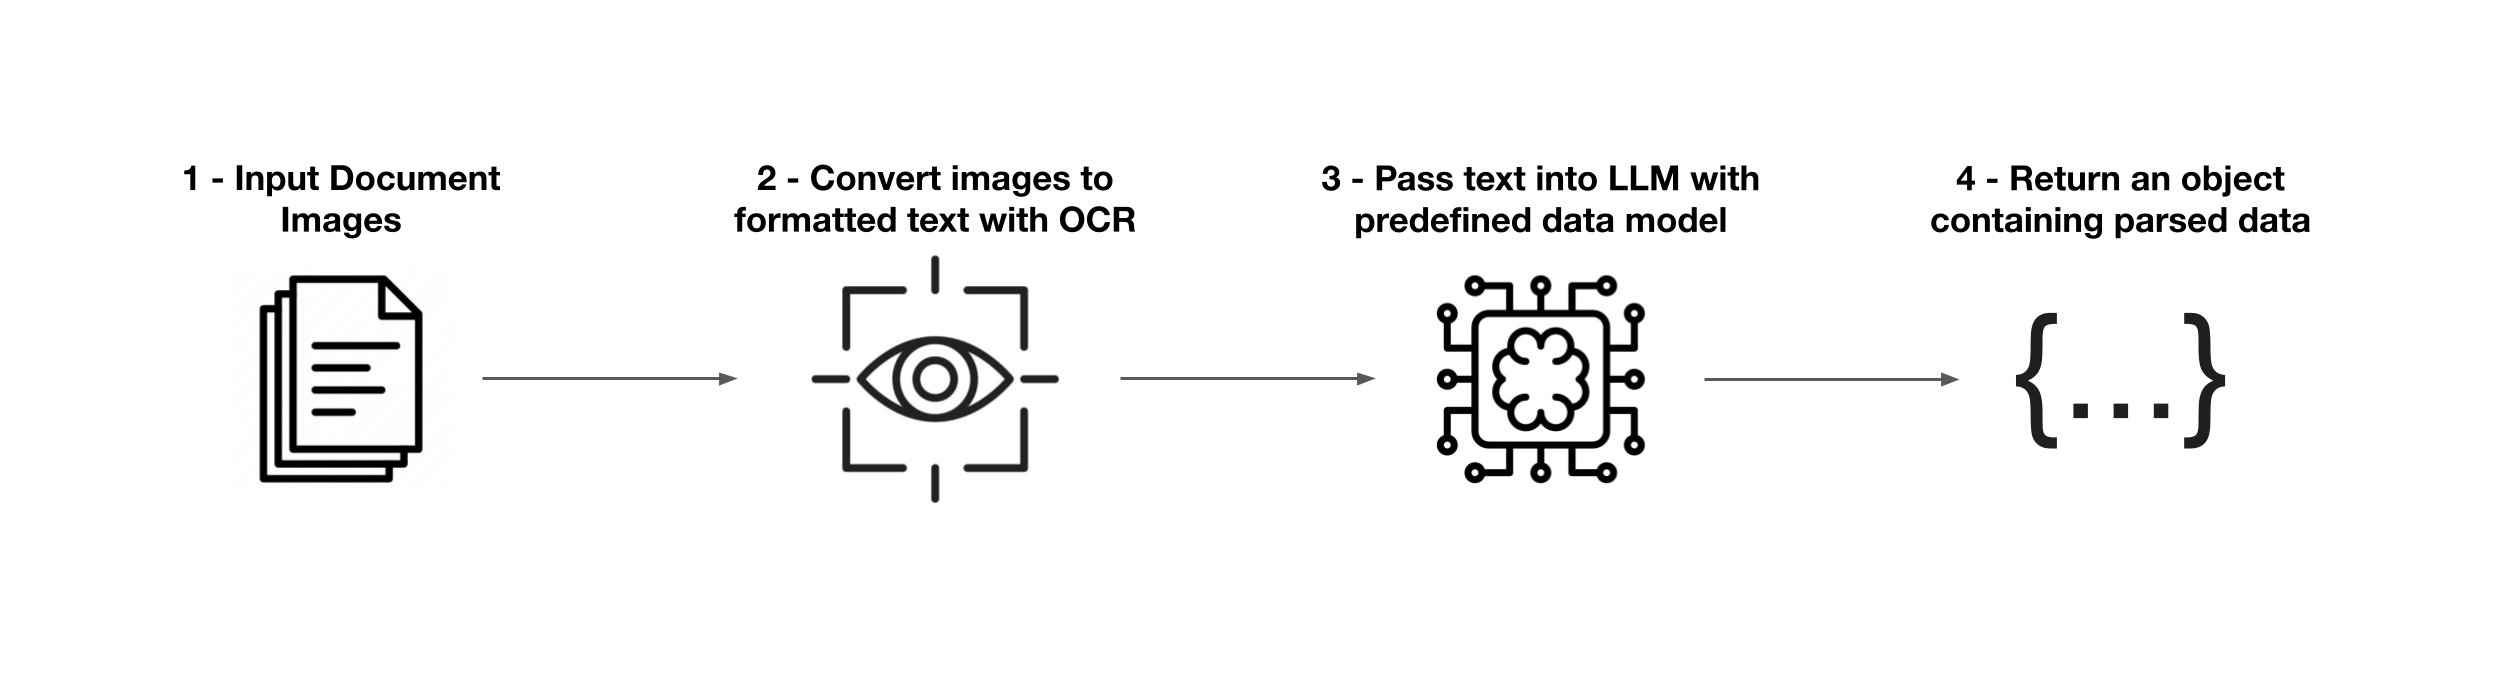 1 - Input Document
Images
2 - Convert images to
formatted text with OCR
3 - Pass text into LLM with
predefined data model
4 - Return an object
containing parsed data
{...}